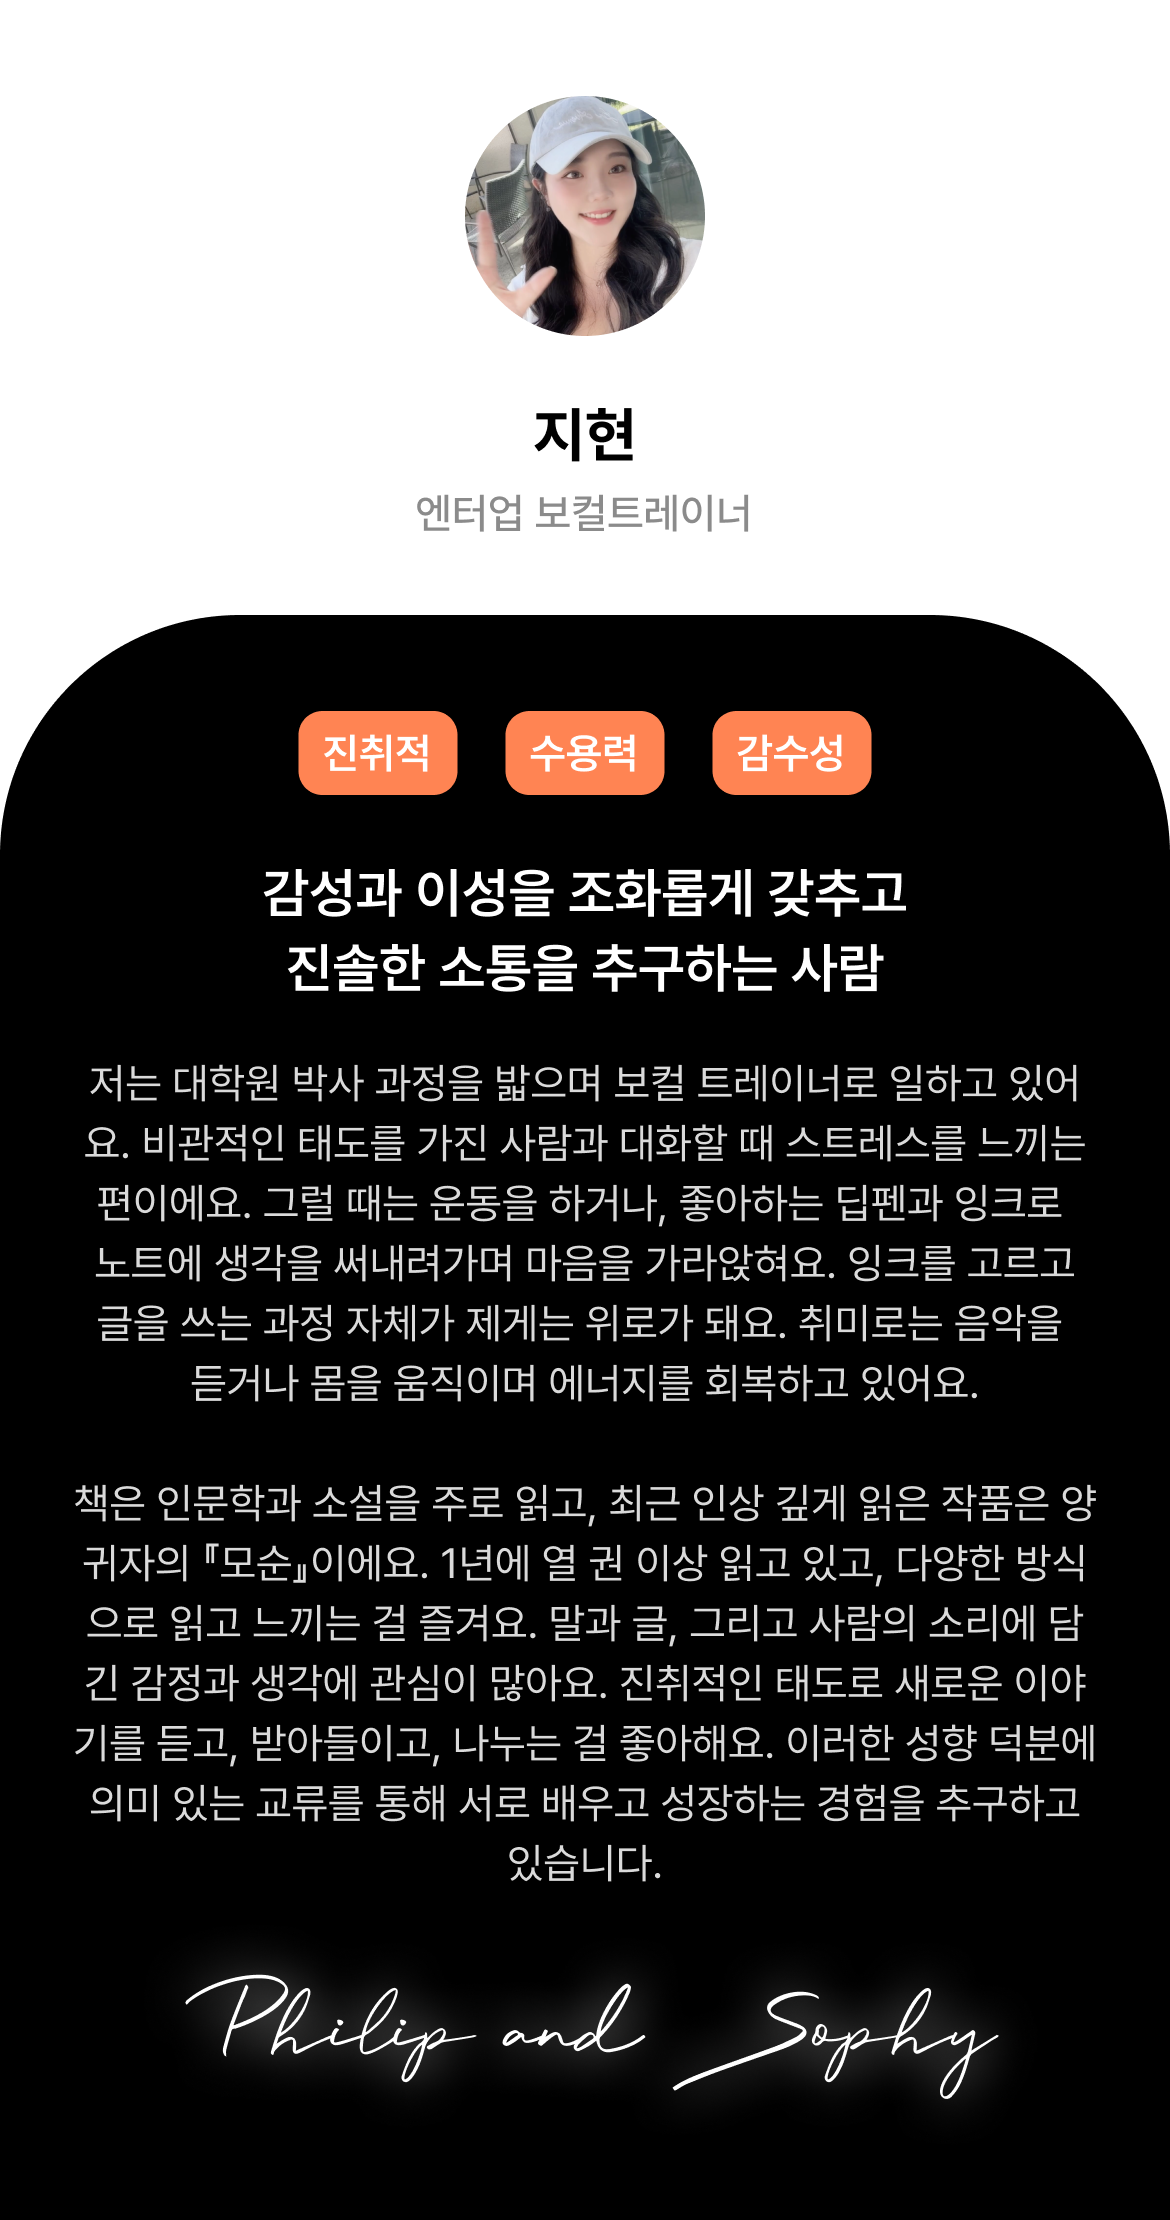 지현
엔터업 보컬트레이너
진취적 수용력 감수성
감성과 이성을 조화롭게 갖추고
진솔한 소통을 추구하는 사람
저는 대학원 박사 과정을 밟으며 보컬 트레이너로 일하고 있어
요. 비관적인 태도를 가진 사람과 대화할 때 스트레스를 느끼는
편이에요. 그럴 때는 운동을 하거나, 좋아하는 딥펜과 잉크로
노트에 생각을 써내려가며 마음을 가라앉혀요. 잉크를 고르고
글을 쓰는 과정 자체가 제게는 위로가 돼요. 취미로는 음악을
듣거나 몸을 움직이며 에너지를 회복하고 있어요.
책은 인문학과 소설을 주로 읽고, 최근 인상 깊게 읽은 작품은 양
귀자의 『모순』이에요. 1년에 열 권 이상 읽고 있고, 다양한 방식
으로 읽고 느끼는 걸 즐겨요. 말과 글, 그리고 사람의 소리에 담
긴 감정과 생각에 관심이 많아요. 진취적인 태도로 새로운 이야
기를 듣고, 받아들이고, 나누는 걸 좋아해요. 이러한 성향 덕분에
의미 있는 교류를 통해 서로 배우고 성장하는 경험을 추구하고
있습니다.
Philip and Sophy